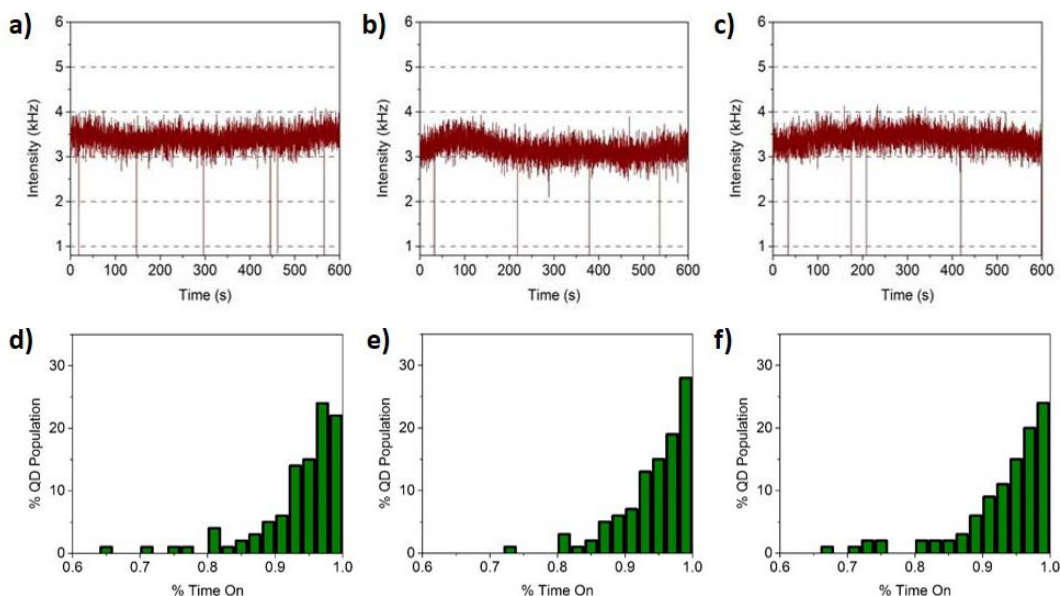 a)
6
5
4
3
2
1
Intensity (kHz)
0 100 200 300 400 500 600
Time (s)
b)
6
5
4
3
2
1
Intensity (kHz)
0 100 200 300 400 500 600
Time (s)
c)
6
5
4
3
2
1
Intensity (kHz)
0 100 200 300 400 500 600
Time (s)
d)
30
20
10
0
% QD Population
0.6 0.7 0.8 0.9 1.0
% Time On
e)
30
20
10
0
% QD Population
0.6 0.7 0.8 0.9 1.0
% Time On
f)
30
20
10
0
% QD Population
0.6 0.7 0.8 0.9 1.0
% Time On